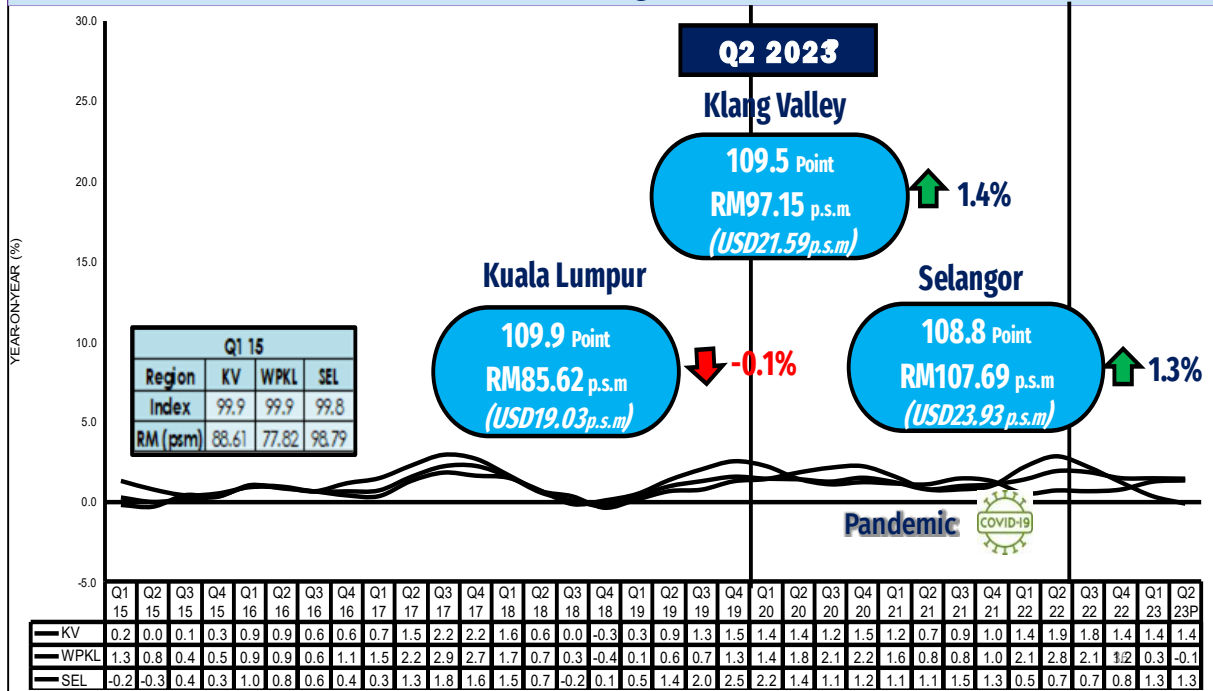 30.0
25.0
20.0
15.0
10.0
5.0
0.0
-5.0
YEAR-ON-YEAR (%)
Q2 2023
Klang Valley
109.5 Point
RM97.15 p.s.m.
(USD21.59p.s.m)
1.4%
Kuala Lumpur
109.9 Point
RM85.62 p.s.m
(USD19.03p.s.m)
-0.1%
Selangor
108.8 Point
RM107.69 p.s.m
(USD23.93p.s.m)
1.3%
Q1 15
Region KV WPKL SEL
Index 99.9 99.9 99.8
RM (psm) 88.61 77.82 98.79
Pandemic
COVID-19
Q1 Q2 Q3 Q4 Q1 Q2 Q3 Q4 Q1 Q2 Q3 Q4 Q1 Q2 Q3 Q4 Q1 Q2 Q3 Q4 Q1 Q2 Q3 Q4 Q1 Q2 Q3 Q4 Q1 Q2 Q3 Q4 Q1 Q2
15 15 15 15 16 16 16 16 17 17 17 17 18 18 18 18 19 19 19 19 20 20 20 20 21 21 21 21 22 22 22 22 23 23P
KV 0.2 0.0 0.1 0.3 0.9 0.9 0.6 0.6 0.7 1.5 2.2 2.2 1.6 0.6 0.0 -0.3 0.3 0.9 1.3 1.5 1.4 1.4 1.2 1.5 1.2 0.7 0.9 1.0 1.4 1.9 1.8 1.4 1.4 1.4
WPKL 1.3 0.8 0.4 0.5 0.9 0.9 0.6 1.1 1.5 2.2 2.9 2.7 1.7 0.7 0.3 -0.4 0.1 0.6 0.7 1.3 1.4 1.8 2.1 2.2 1.6 0.8 0.8 1.0 2.1 2.8 2.1 0.3 -0.1
SEL -0.2 -0.3 0.4 0.3 1.0 0.8 0.6 0.4 0.3 1.3 1.8 1.6 1.5 0.7 -0.2 0.1 0.5 1.4 2.0 2.5 2.2 1.4 1.1 1.2 1.1 1.1 1.5 1.3 0.5 0.7 0.7 0.8 1.3 1.3